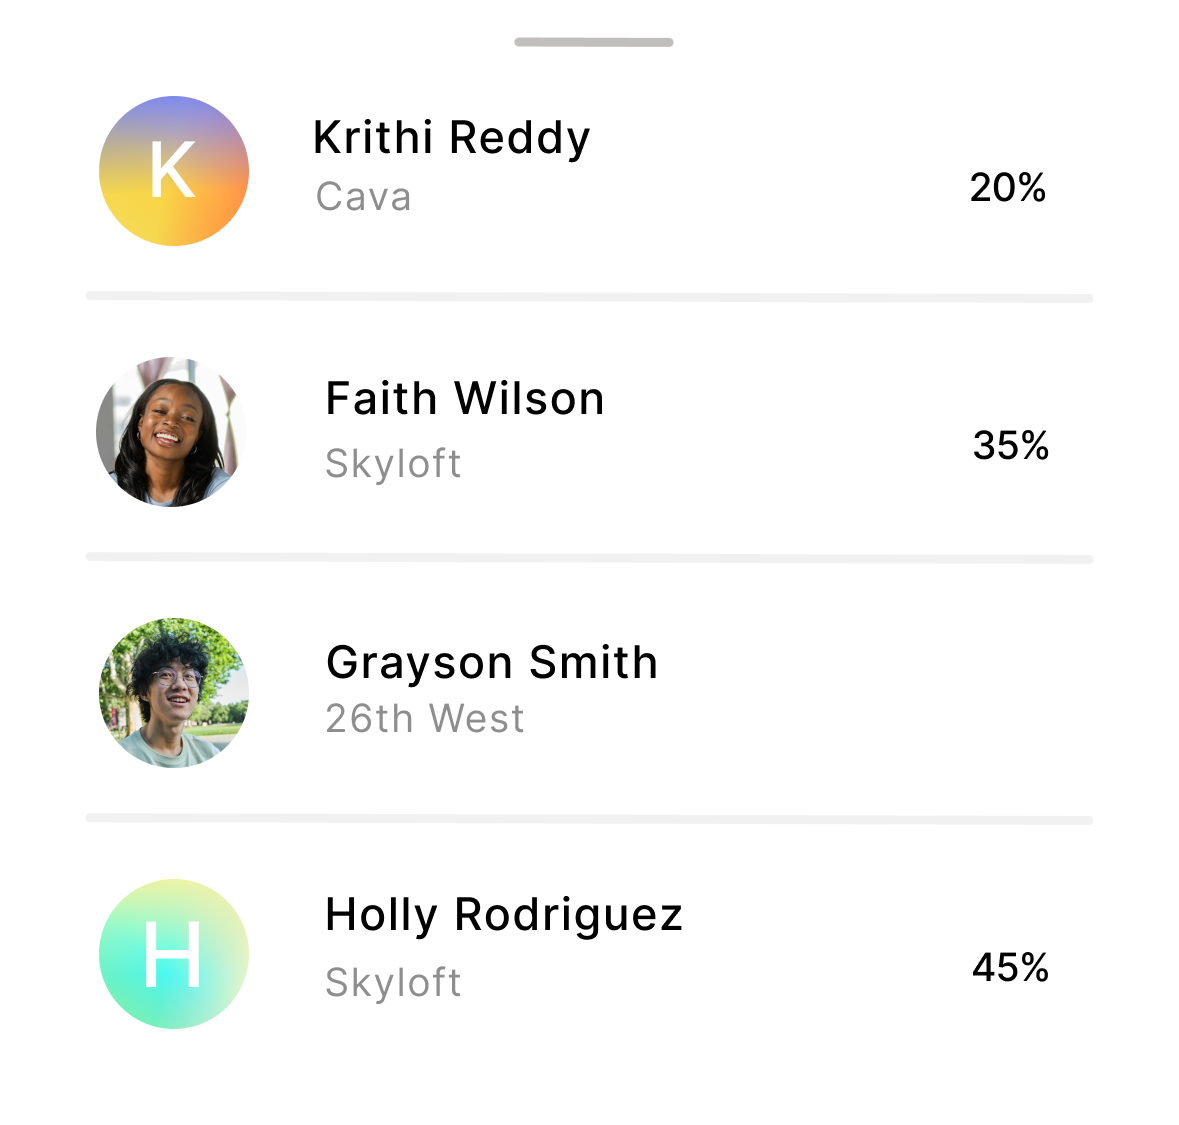 K
Krithi Reddy
Cava
20%
Faith Wilson
Skyloft
35%
Grayson Smith
26th West
H
Holly Rodriguez
Skyloft
45%